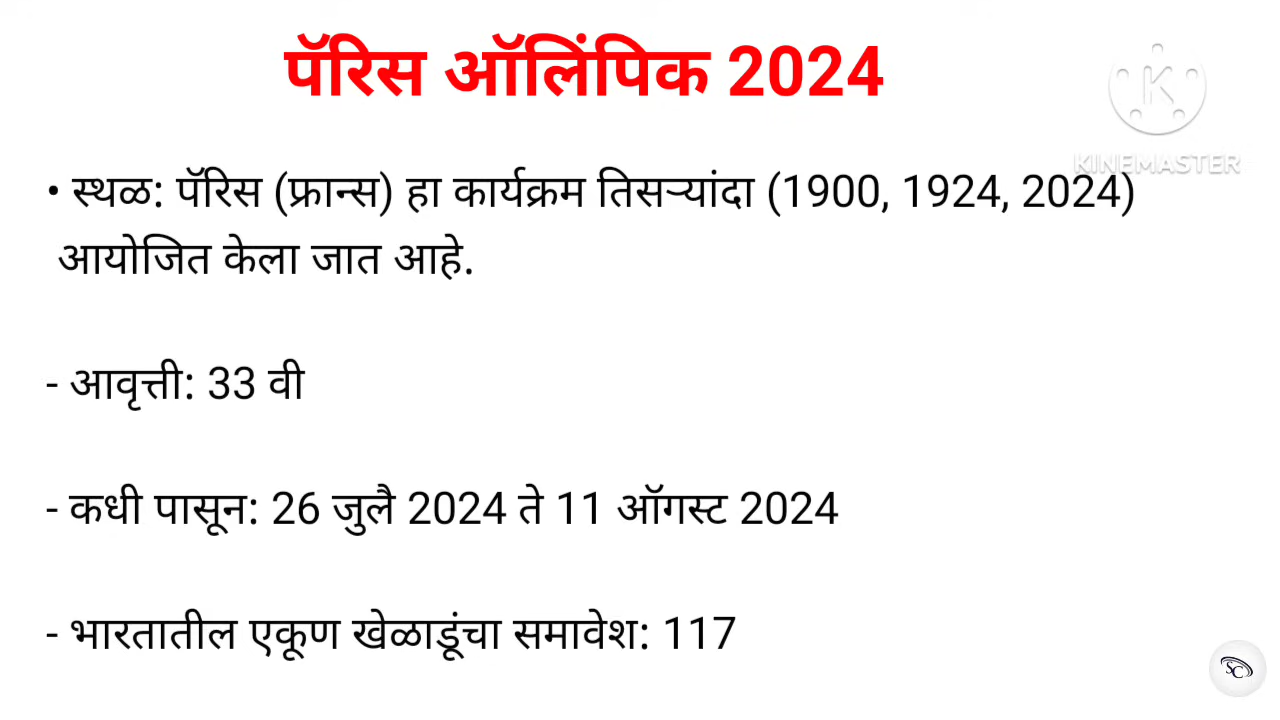 पॅरिस ऑलिंपिक 2024
K
KINEMASTER
• स्थळ: पॅरिस (फ्रान्स) हा कार्यक्रम तिसऱ्यांदा (1900, 1924, 2024)
आयोजित केला जात आहे.
- आवृत्ती: 33 वी
- कधी पासून: 26 जुलै 2024 ते 11 ऑगस्ट 2024
- भारतातील एकूण खेळाडूंचा समावेश: 117
SC